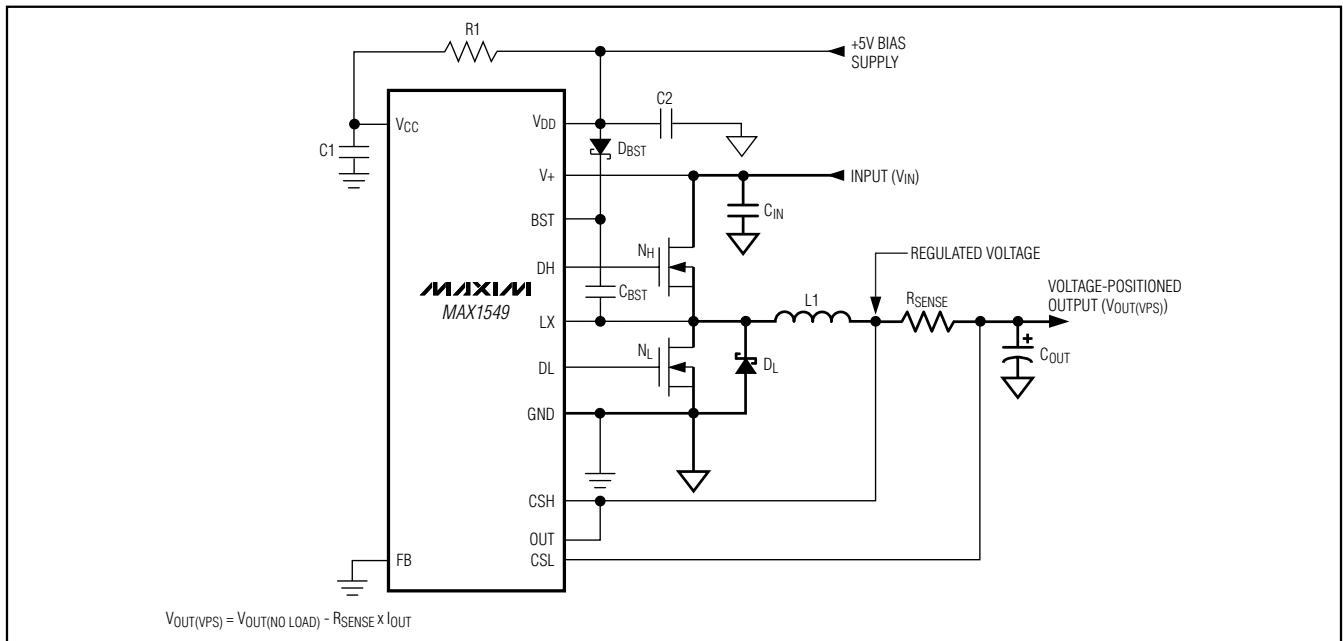 R1
+5V BIAS
SUPPLY
C2
VCC
VDD
C1
DBST
V+
INPUT (VIN)
CIN
BST
NH
REGULATED VOLTAGE
DH
MAXIM
MAX1549
CBST
L1
RSENSE
VOLTAGE-POSITIONED
OUTPUT (VOUT(VPS))
LX
+
NL
DL
DL
COUT
GND
CSH
OUT
FB
CSL
VOUT(VPS) = VOUT(NO LOAD) - RSENSE x IOUT